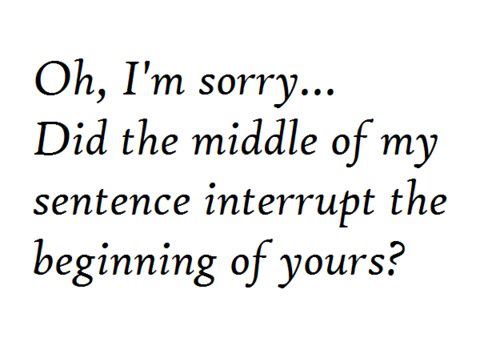 Oh, I'm sorry...
Did the middle of my
sentence interrupt the
beginning of yours?